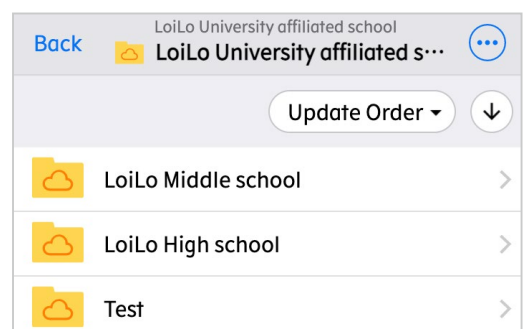 Back
LoiLo University affiliated school
LoiLo University affiliated s···
Update Order
LoiLo Middle school
LoiLo High school
Test